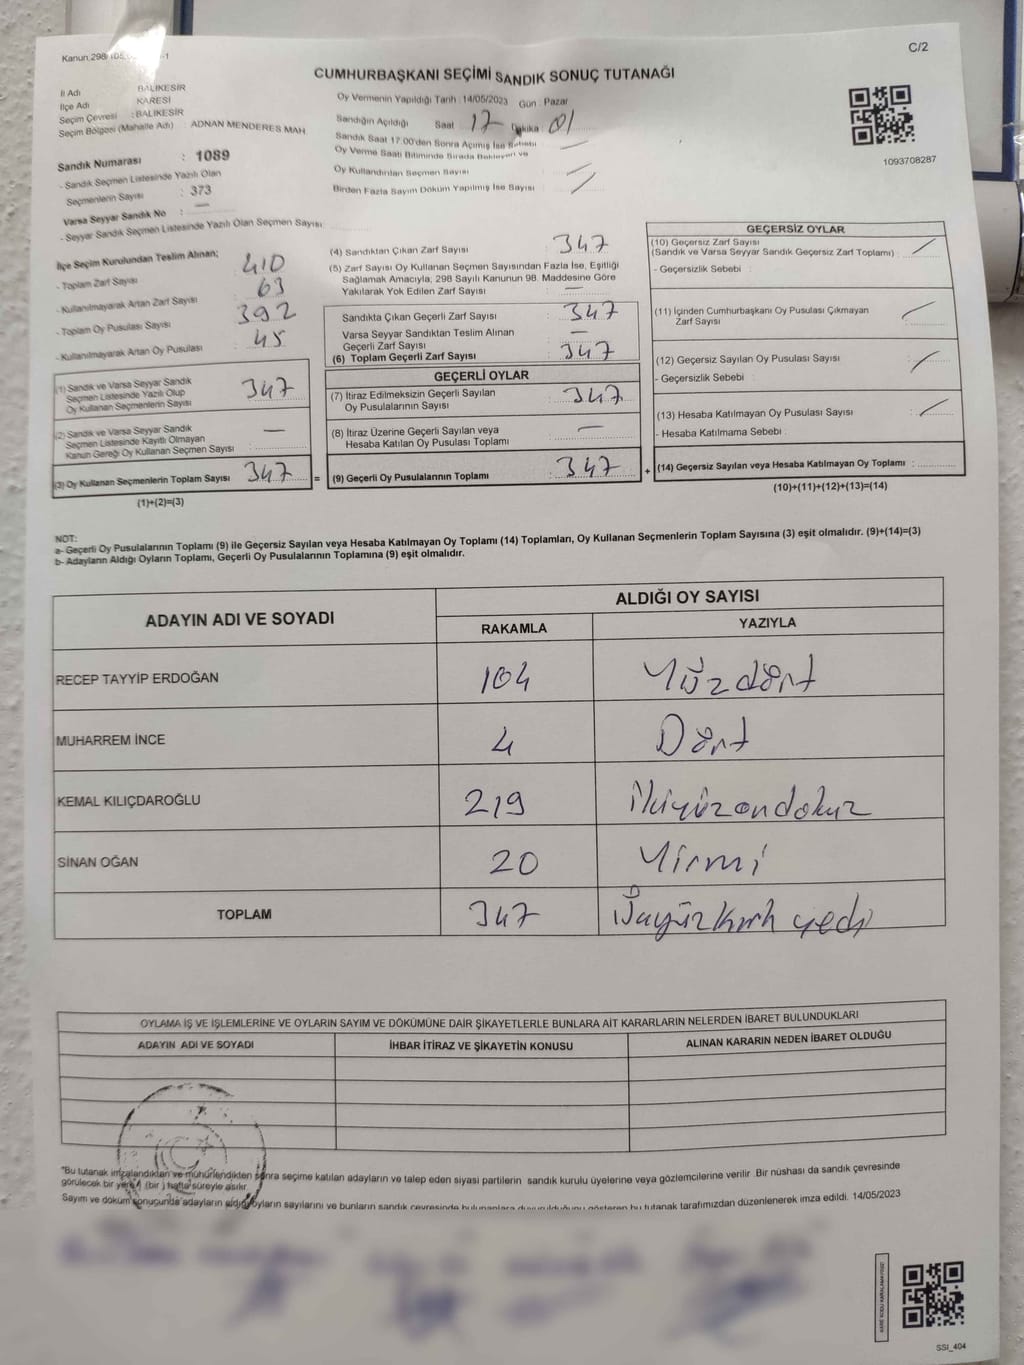 C/2
Kanun:298/105
CUMHURBAŞKANI SEÇİMİ SANDIK SONUÇ TUTANAĞI
İl Adı : BALIKESİR
İlçe Adı KARESİ
Seçim Çevresi : BALIKESİR
Seçim Bölgesi (Mahalle Adı) : ADNAN MENDERES MAH.
Sandık Numarası : 1089
- Sandık Seçmen Listesinde Yazılı Olan
Seçmenlerin Sayısı : 373
Varsa Seyyar Sandık No : —
- Seyyar Sandık Seçmen Listesinde Yazılı Olan Seçmen Sayısı:
Oy Vermenin Yapıldığı Tarih : 14/05/2023 Gün : Pazar
Sandığın Açıldığı Saat 17 Dakika : 01
Sandık Saat 17.00'den Sonra Açımış İse Sebebi
Oy Verme Saati Bitiminde Sırada Bekleyen ve
Oy Kullandırılan Seçmen Sayısı
Birden Fazla Sayım Döküm Yapılmış İse Sayısı
1093708287
İlçe Seçim Kurulundan Teslim Alınan;
- Toplam Zarf Sayısı : 410
- Kullanılmayarak Artan Zarf Sayısı : 63
- Toplam Oy Pusulası Sayısı : 392
- Kullanılmayarak Artan Oy Pusulası : 45
(1) Sandık ve Varsa Seyyar Sandık
Seçmen Listesinde Yazılı Olup
Oy Kullanan Seçmenlerin Sayısı 347
(2) Sandık ve Varsa Seyyar Sandık
Seçmen Listesinde Kayıtlı Olmayan
Kanun Gereği Oy Kullanan Seçmen Sayısı : —
(3) Oy Kullanan Seçmenlerin Toplam Sayısı : 347
(1)+(2)=(3)
(4) Sandıktan Çıkan Zarf Sayısı : 347
(5) Zarf Sayısı Oy Kullanan Seçmen Sayısından Fazla İse, Eşitliği
Sağlamak Amacıyla; 298 Sayılı Kanunun 98. Maddesine Göre
Yakılarak Yok Edilen Zarf Sayısı : —
Sandıkta Çıkan Geçerli Zarf Sayısı : 347
Varsa Seyyar Sandıktan Teslim Alınan
Geçerli Zarf Sayısı : —
(6) Toplam Geçerli Zarf Sayısı : 347
GEÇERLİ OYLAR
(7) İtiraz Edilmeksizin Geçerli Sayılan
Oy Pusulalarının Sayısı : 347
(8) İtiraz Üzerine Geçerli Sayılan veya
Hesaba Katılan Oy Pusulası Toplamı : —
= (9) Geçerli Oy Pusulalarının Toplamı : 347
GEÇERSİZ OYLAR
(10) Geçersiz Zarf Sayısı
(Sandık ve Varsa Seyyar Sandık Geçersiz Zarf Toplamı) :
- Geçersizlik Sebebi :
(11) İçinden Cumhurbaşkanı Oy Pusulası Çıkmayan
Zarf Sayısı :
(12) Geçersiz Sayılan Oy Pusulası Sayısı :
- Geçersizlik Sebebi :
(13) Hesaba Katılmayan Oy Pusulası Sayısı :
- Hesaba Katılmama Sebebi :
+ (14) Geçersiz Sayılan veya Hesaba Katılmayan Oy Toplamı :
(10)+(11)+(12)+(13)=(14)
NOT:
a- Geçerli Oy Pusulalarının Toplamı (9) ile Geçersiz Sayılan veya Hesaba Katılmayan Oy Toplamı (14) Toplamları, Oy Kullanan Seçmenlerin Toplam Sayısına (3) eşit olmalıdır. (9)+(14)=(3)
b- Adayların Aldığı Oyların Toplamı, Geçerli Oy Pusulalarının Toplamına (9) eşit olmalıdır.
ADAYIN ADI VE SOYADI ALDIĞI OY SAYISI
RAKAMLA YAZIYLA
RECEP TAYYİP ERDOĞAN 104 Yüzdört
MUHARREM İNCE 4 Dört
KEMAL KILIÇDAROĞLU 219 ikiyüzondokuz
SİNAN OĞAN 20 Yirmi
TOPLAM 347 Üçyüzkırk yedi
OYLAMA İŞ VE İŞLEMLERİNE VE OYLARIN SAYIM VE DÖKÜMÜNE DAİR ŞİKAYETLERLE BUNLARA AİT KARARLARIN NELERDEN İBARET BULUNDUKLARI
ADAYIN ADI VE SOYADI İHBAR İTİRAZ VE ŞİKAYETİN KONUSU ALINAN KARARIN NEDEN İBARET OLDUĞU
"Bu tutanak imzalandıktan ve mühürlendikten sonra seçime katılan adayların ve talep eden siyasi partilerin sandık kurulu üyelerine veya gözlemcilerine verilir .Bir nüshası da sandık çevresinde
görülecek bir yere 1 (bir ) hafta süreyle asılır.
Sayım ve döküm sonucunda adayların aldığı oyların sayılarını ve bunların sandık çevresinde bulunanlara duyurulduğunu gösteren bu tutanak tarafımızdan düzenlenerek imza edildi. 14/05/2023
SSI_404